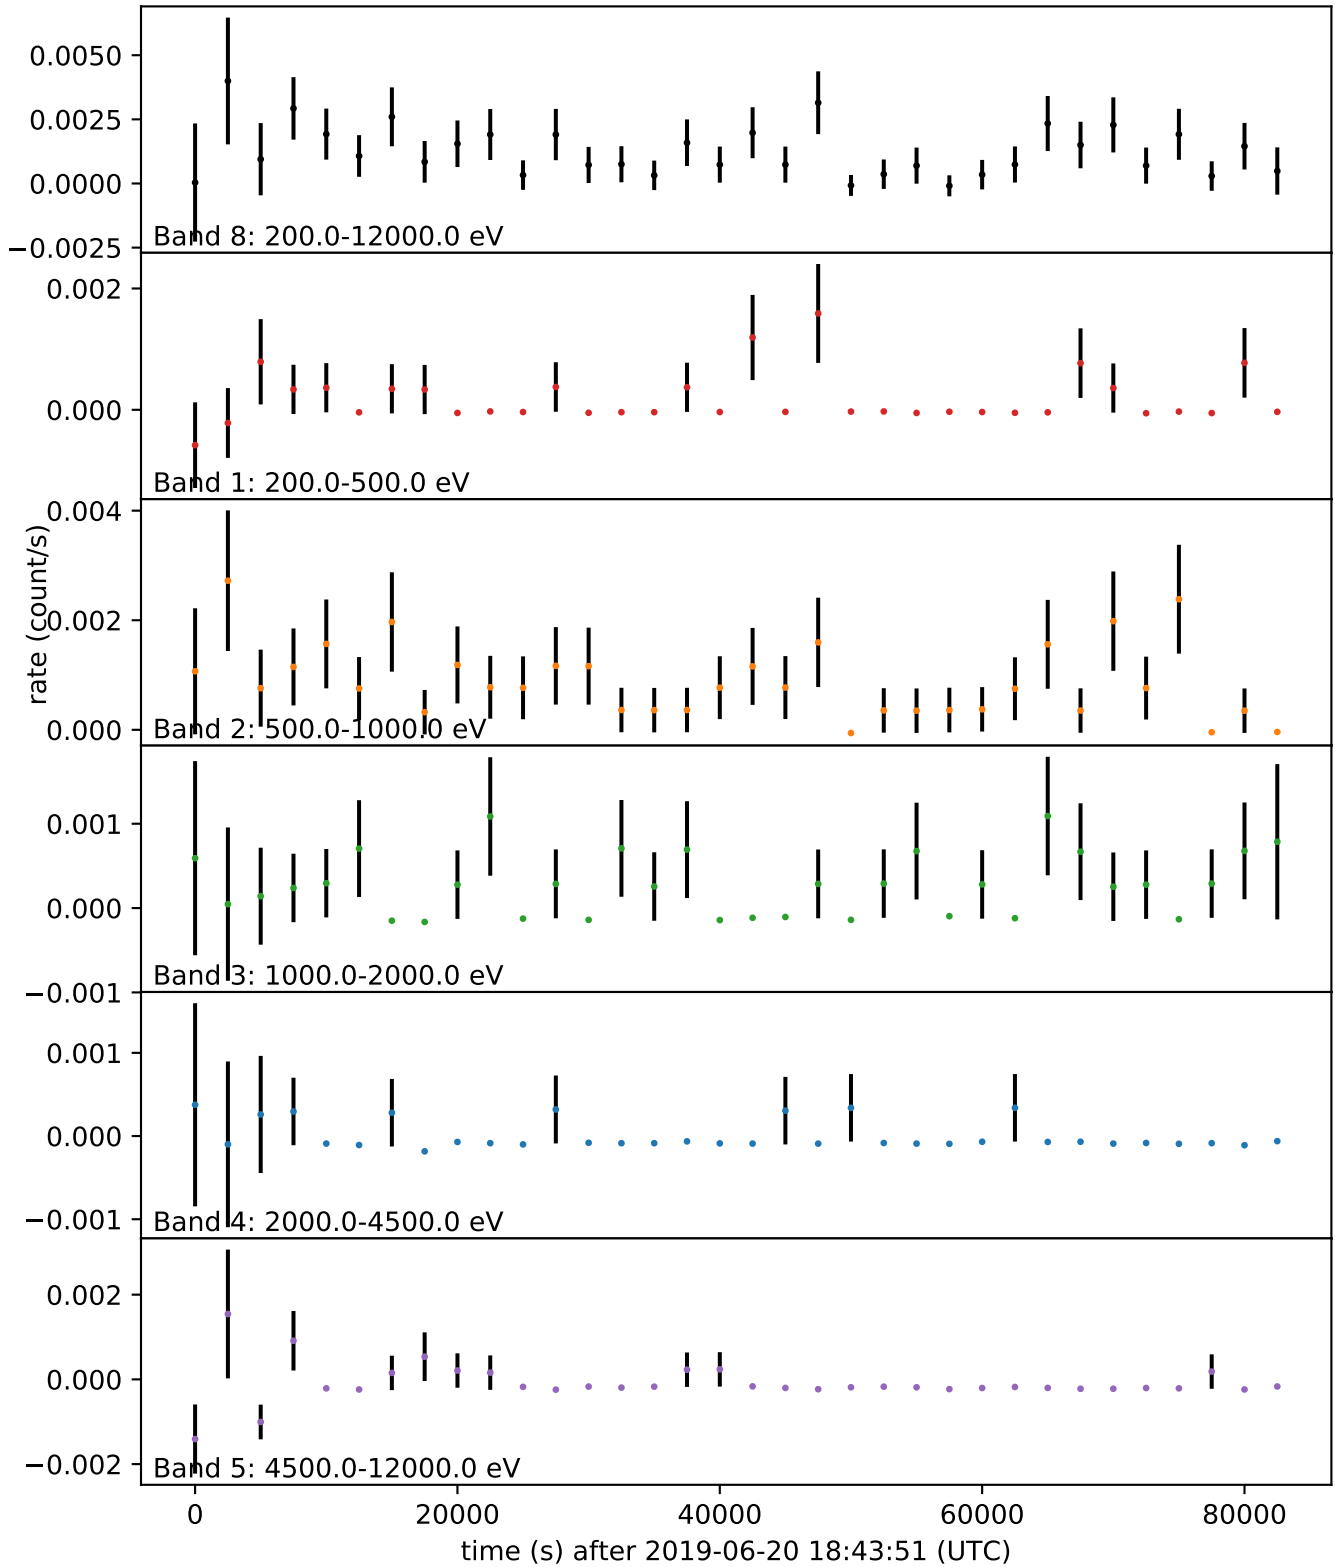 0.0050
0.0025
0.0000
−0.0025
Band 8: 200.0-12000.0 eV
0.002
0.000
Band 1: 200.0-500.0 eV
rate (count/s)
0.004
0.002
0.000
Band 2: 500.0-1000.0 eV
0.001
0.000
−0.001
Band 3: 1000.0-2000.0 eV
0.001
0.000
−0.001
Band 4: 2000.0-4500.0 eV
0.002
0.000
−0.002
Band 5: 4500.0-12000.0 eV
0 20000 40000 60000 80000
time (s) after 2019-06-20 18:43:51 (UTC)